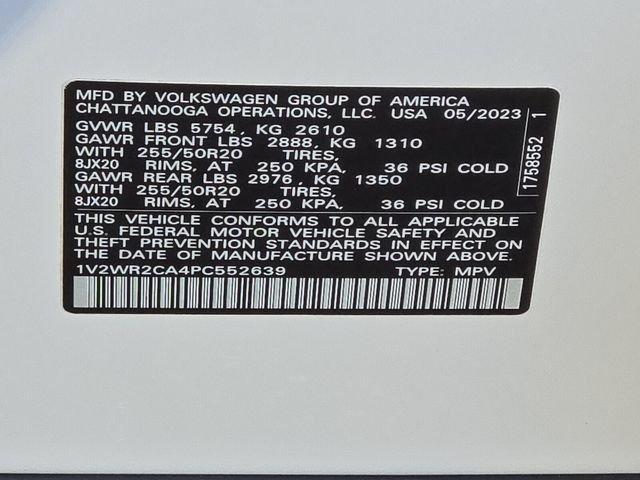 MFD BY VOLKSWAGEN GROUP OF AMERICA
CHATTANOOGA OPERATIONS, LLC. USA 05/2023
GVWR LBS 5754, KG 2610
GAWR FRONT LBS 2888, KG 1310
WITH 255/50R20 TIRES,
8JX20 RIMS, AT 250 KPA, 36 PSI COLD
GAWR REAR LBS 2976, KG 1350
WITH 255/50R20 TIRES,
8JX20 RIMS, AT 250 KPA, 36 PSI COLD
THIS VEHICLE CONFORMS TO ALL APPLICABLE
U.S. FEDERAL MOTOR VEHICLE SAFETY AND
THEFT PREVENTION STANDARDS IN EFFECT ON
THE DATE OF MANUFACTURE SHOWN ABOVE.
1V2WR2CA4PC552639 TYPE: MPV
1758552 1